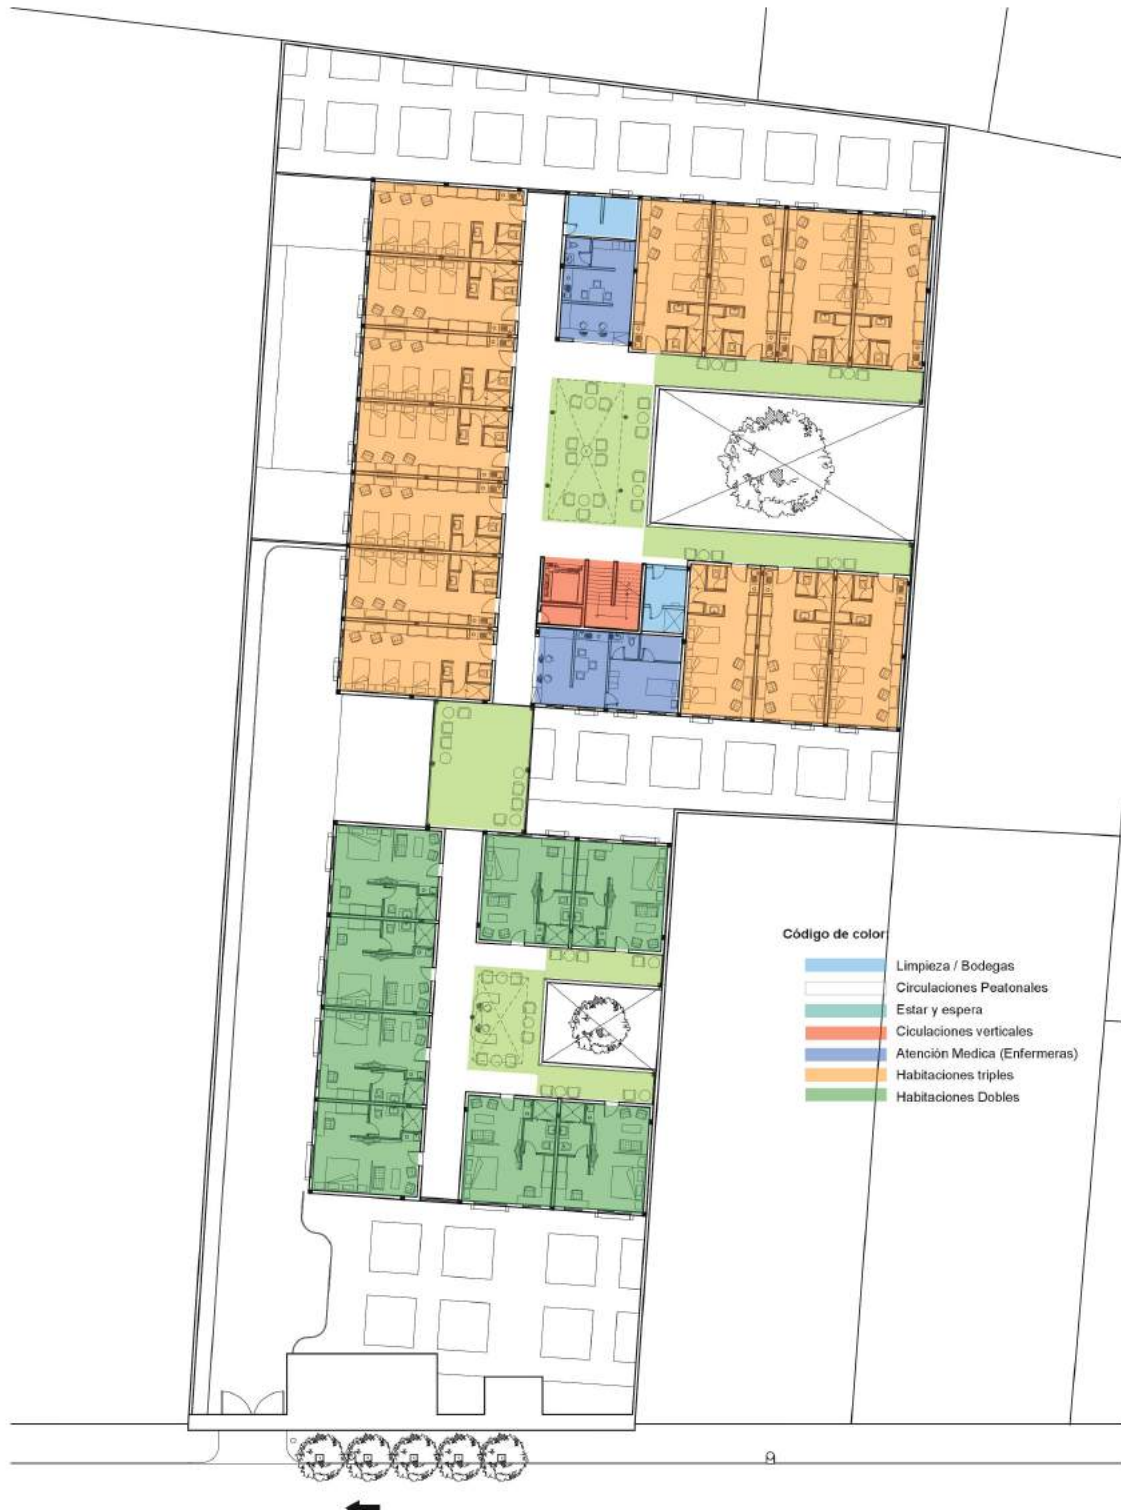 Código de color:
Limpieza / Bodegas
Circulaciones Peatonales
Estar y espera
Ciculaciones verticales
Atención Medica (Enfermeras)
Habitaciones triples
Habitaciones Dobles